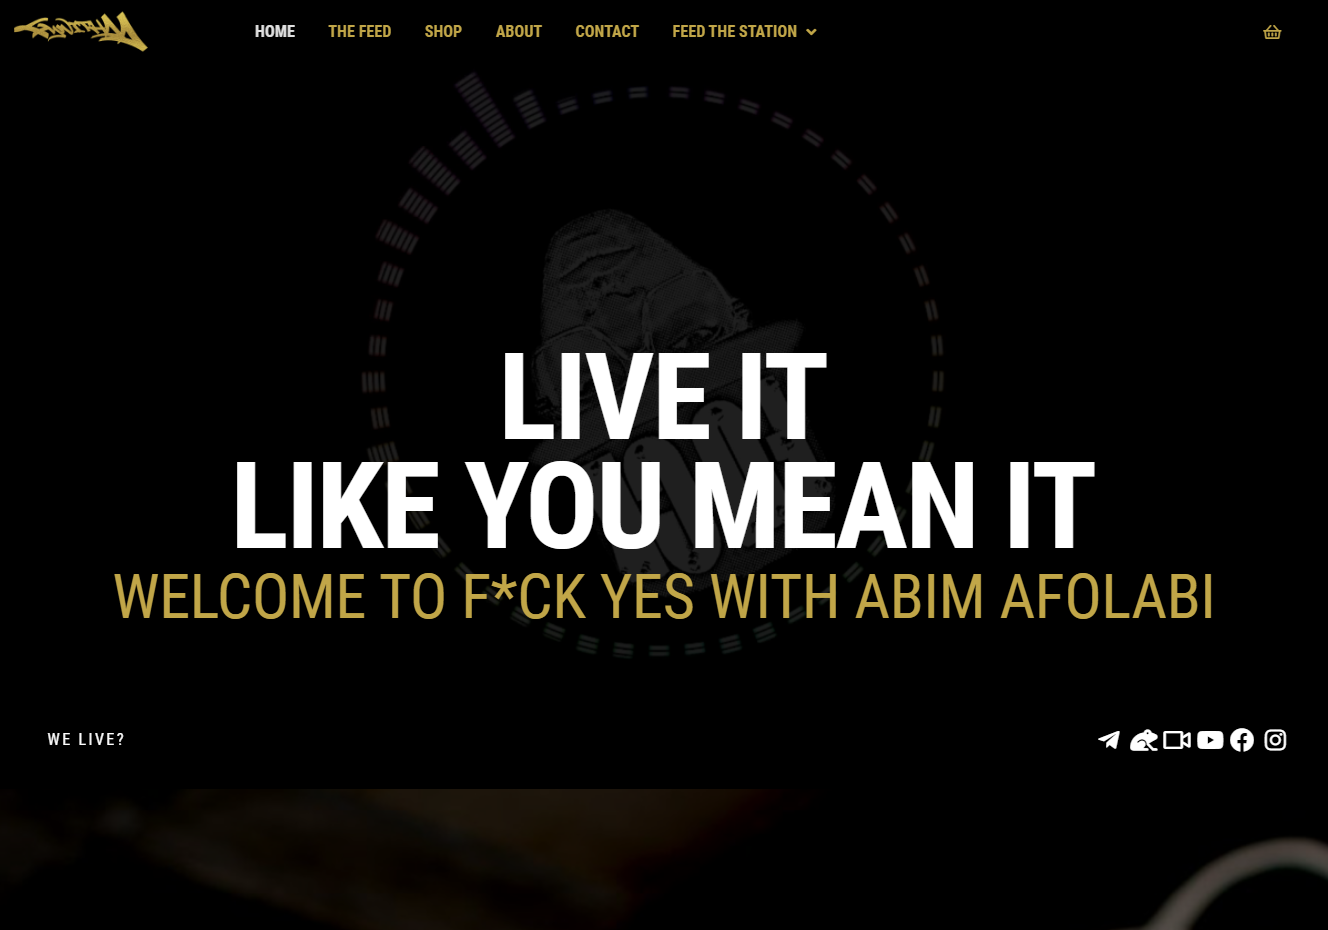 HOME THE FEED SHOP ABOUT CONTACT FEED THE STATION
LIVE IT
LIKE YOU MEAN IT
WELCOME TO F*CK YES WITH ABIM AFOLABI
WE LIVE?